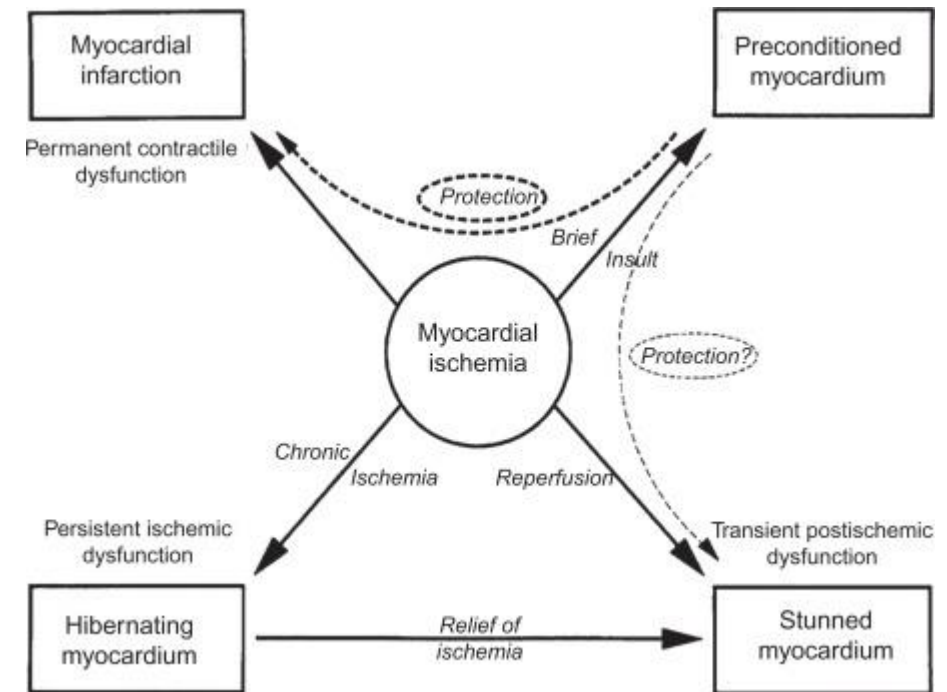 Myocardial
infarction
Preconditioned
myocardium
Permanent contractile
dysfunction
Protection
Brief
Insult
Myocardial
ischemia
Protection?
Chronic
Ischemia
Reperfusion
Persistent ischemic
dysfunction
Transient postischemic
dysfunction
Hibernating
myocardium
Relief of
ischemia
Stunned
myocardium